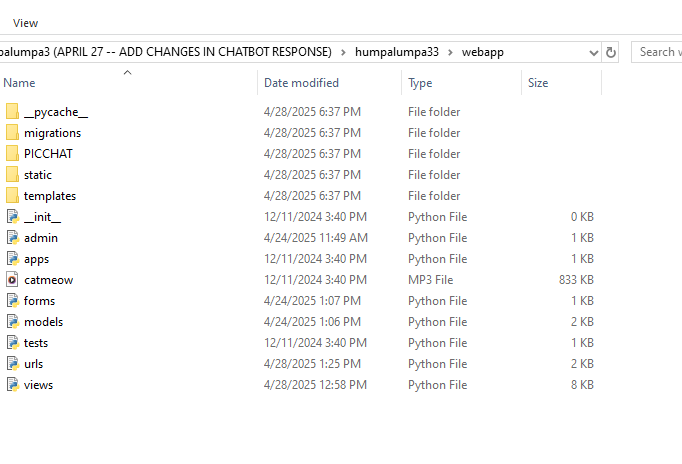 View
palumpa3 (APRIL 27 -- ADD CHANGES IN CHATBOT RESPONSE) > humpalumpa33 > webapp Search w
Name Date modified Type Size
__pycache__ 4/28/2025 6:37 PM File folder
migrations 4/28/2025 6:37 PM File folder
PICCHAT 4/28/2025 6:37 PM File folder
static 4/28/2025 6:37 PM File folder
templates 4/28/2025 6:37 PM File folder
__init__ 12/11/2024 3:40 PM Python File 0 KB
admin 4/24/2025 11:49 AM Python File 1 KB
apps 12/11/2024 3:40 PM Python File 1 KB
catmeow 12/11/2024 3:40 PM MP3 File 833 KB
forms 4/24/2025 1:07 PM Python File 1 KB
models 4/24/2025 1:06 PM Python File 2 KB
tests 12/11/2024 3:40 PM Python File 1 KB
urls 4/28/2025 1:25 PM Python File 2 KB
views 4/28/2025 12:58 PM Python File 8 KB